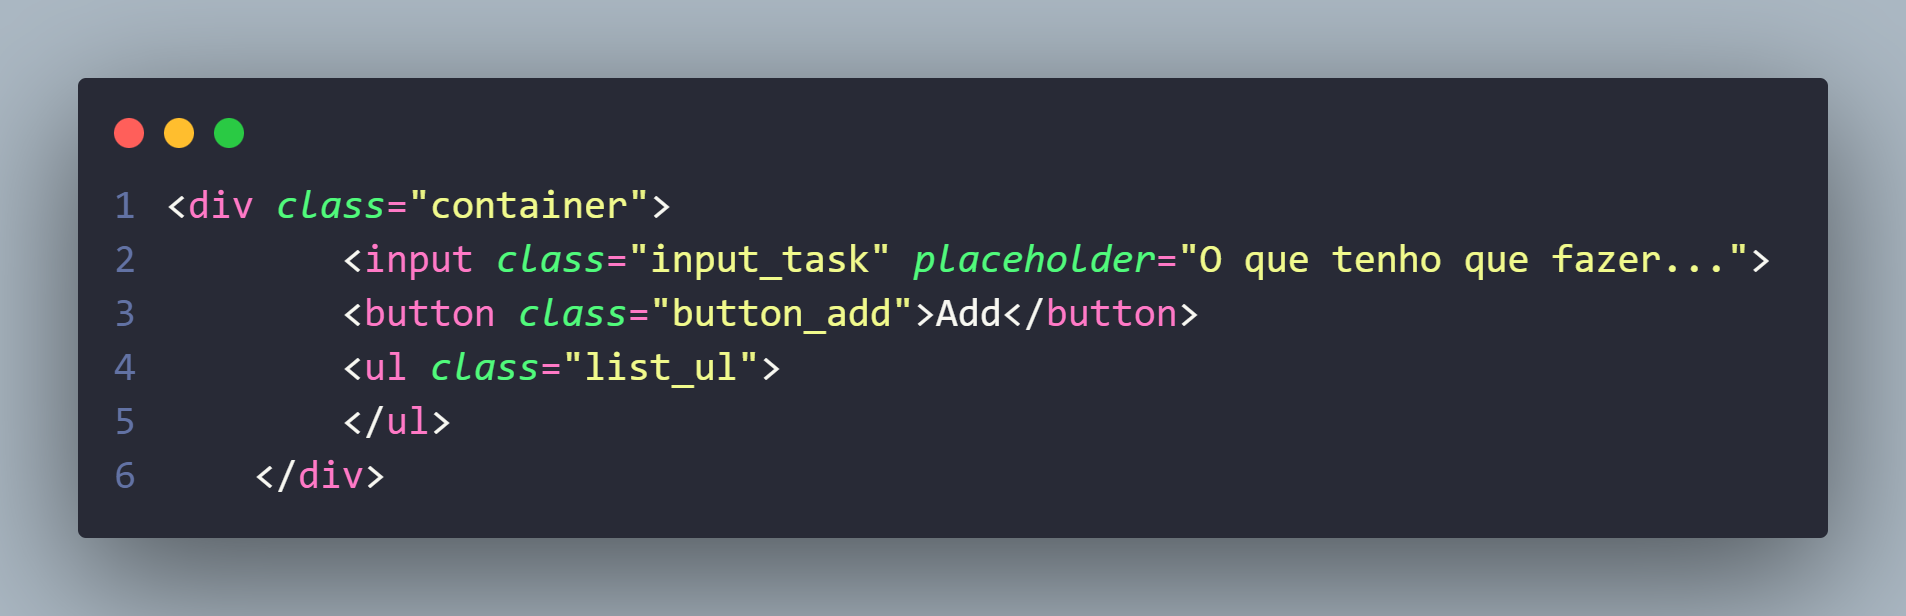 1 <div class="container">
2         <input class="input_task" placeholder="O que tenho que fazer...">
3         <button class="button_add">Add</button>
4         <ul class="list_ul">
5         </ul>
6     </div>